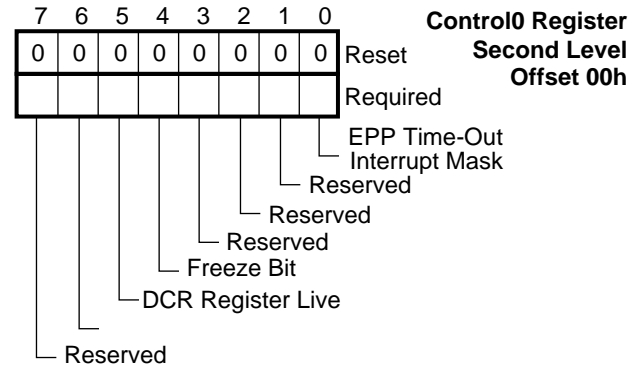 7 6 5 4 3 2 1 0
Control0 Register
Second Level
Offset 00h
0 0 0 0 0 0 0 0 Reset
Required
EPP Time-Out
Interrupt Mask
Reserved
Reserved
Reserved
Freeze Bit
DCR Register Live
Reserved